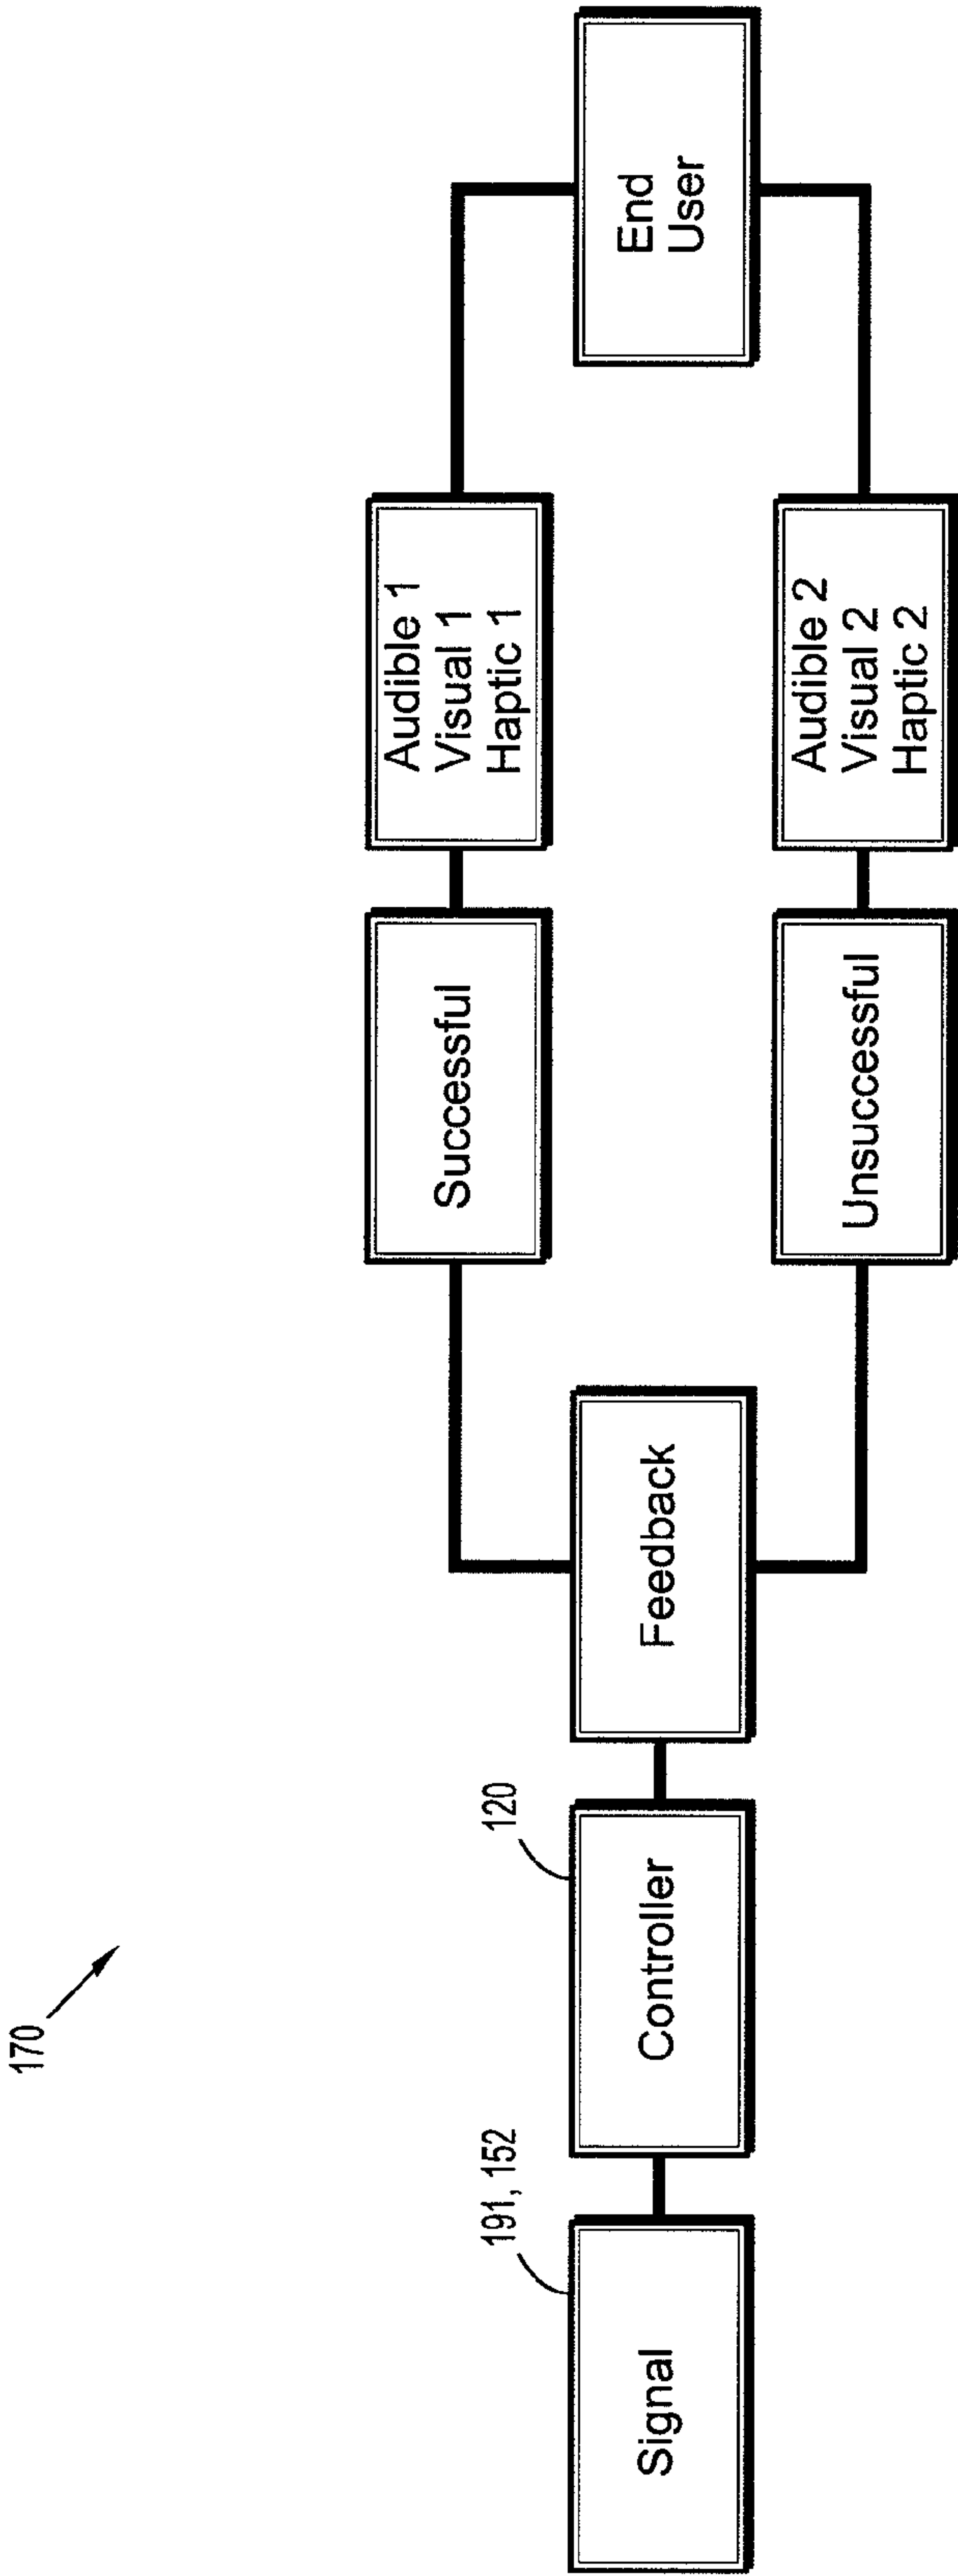 170
191, 152
120
Signal
Controller
Feedback
Successful
Audible 1
Visual 1
Haptic 1
Unsuccessful
Audible 2
Visual 2
Haptic 2
End
User